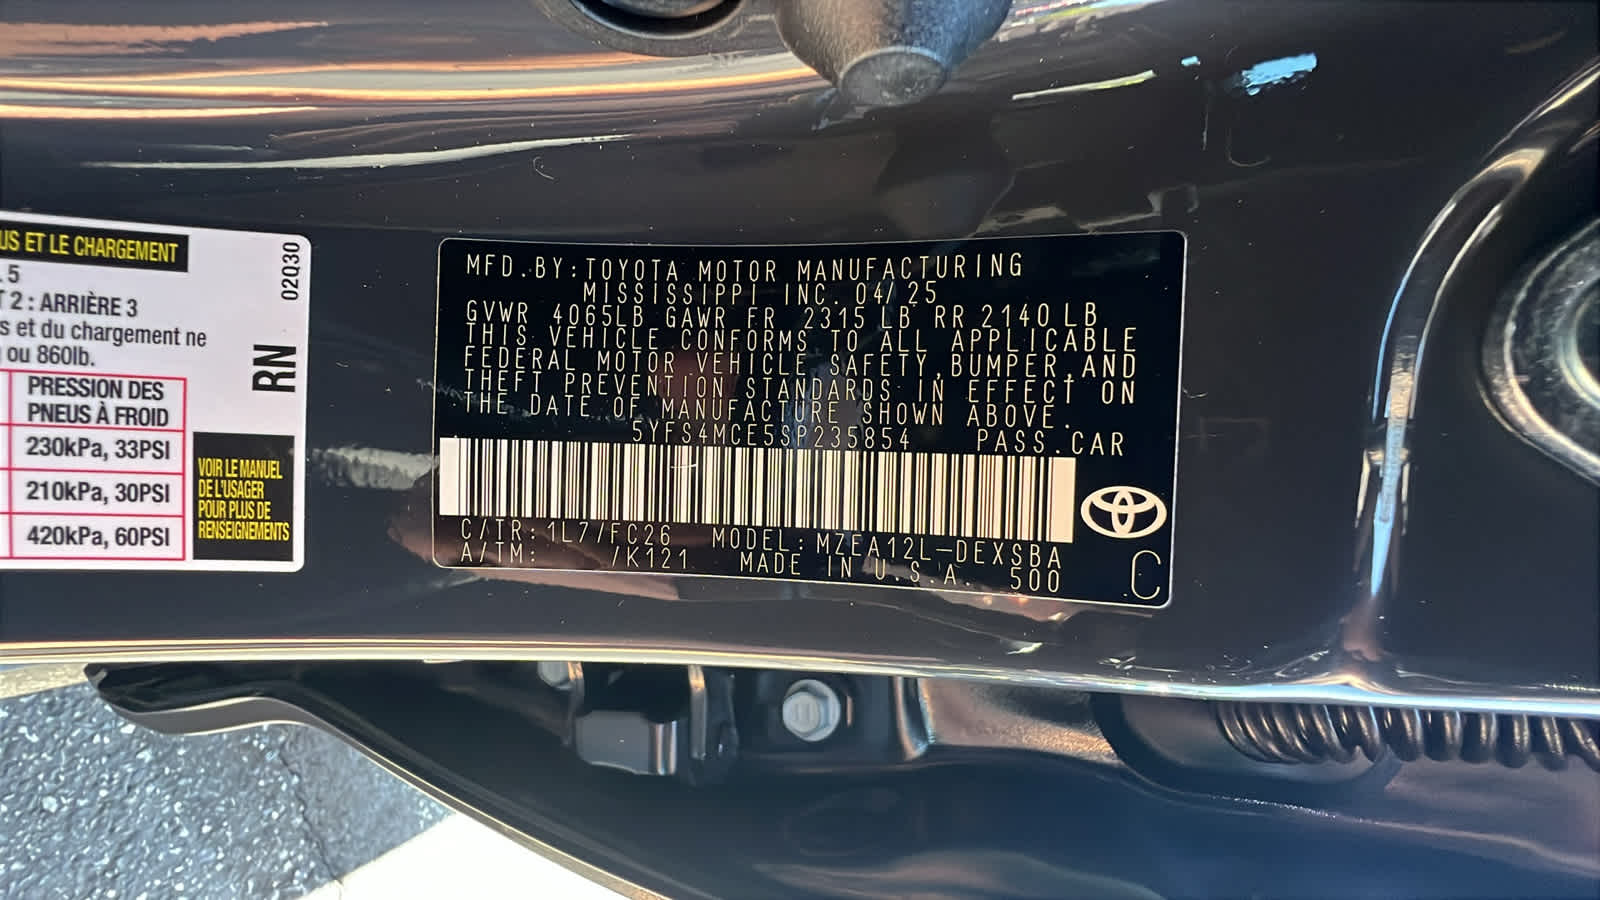 US ET LE CHARGEMENT
5
2 : ARRIÈRE 3
s et du chargement ne
ou 860lb.
PRESSION DES
PNEUS À FROID
230kPa, 33PSI
210kPa, 30PSI
420kPa, 60PSI
02Q30
RN
VOIR LE MANUEL
DE L'USAGER
POUR PLUS DE
RENSEIGNEMENTS
MFD.BY:TOYOTA MOTOR MANUFACTURING
MISSISSIPPI INC. 04/25
GVWR 4065LB GAWR FR 2315 LB RR 2140 LB
THIS VEHICLE CONFORMS TO ALL APPLICABLE
FEDERAL MOTOR VEHICLE SAFETY,BUMPER,AND
THEFT PREVENTION STANDARDS IN EFFECT ON
THE DATE OF MANUFACTURE SHOWN ABOVE.
5YFS4MCE5SP235854 PASS.CAR
C/TR: 1L7/FC26 MODEL:MZEA12L-DEXSBA
A/TM: /K121 MADE IN U.S.A. 500
C